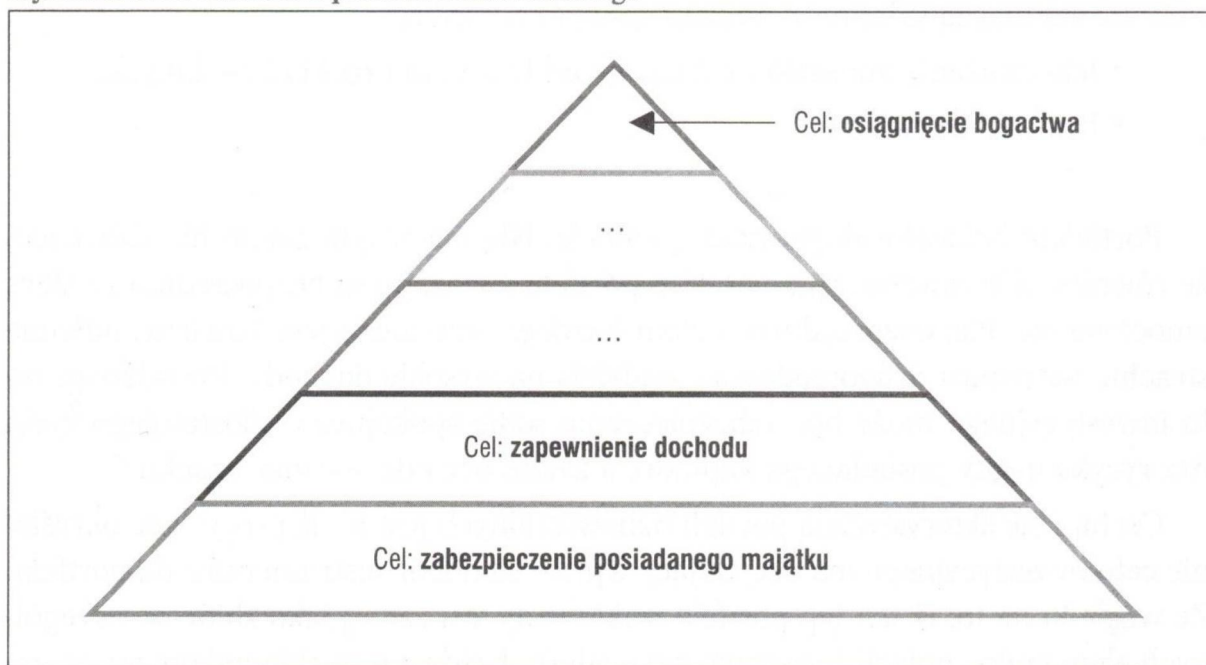 Cel: osiągnięcie bogactwa
...
...
Cel: zapewnienie dochodu
Cel: zabezpieczenie posiadanego majątku